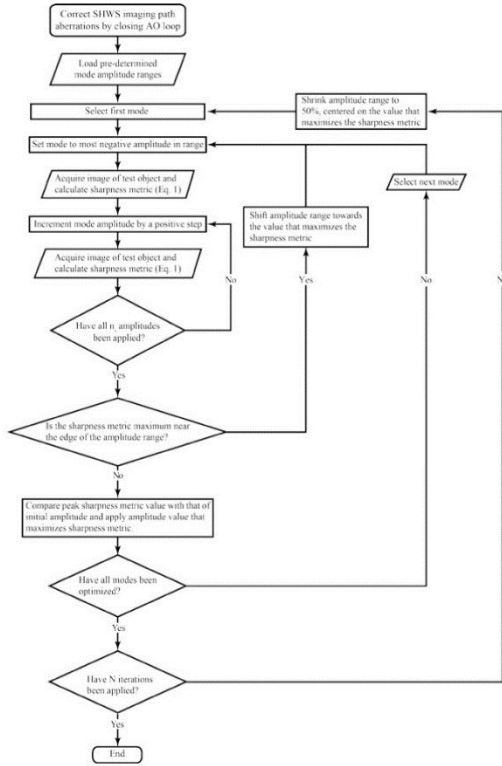 Correct SHWS imaging path
aberrations by closing AO loop
Load pre-determined
mode amplitude ranges
Select first mode
Shrink amplitude range to
50%, centered on the value that
maximizes the sharpness metric
Set mode to most negative amplitude in range
Acquire image of test object and
calculate sharpness metric (Eq. 1)
Select next mode
Increment mode amplitude by a positive step
Shift amplitude range towards
the value that maximizes the
sharpness metric
Acquire image of test object and
calculate sharpness metric (Eq. 1)
No
Yes
No
Have all n amplitudes
been applied?
Yes
Is the sharpness metric maximum near
the edge of the amplitude range?
No
Compare peak sharpness metric value with that of
initial amplitude and apply amplitude value that
maximizes sharpness metric.
Have all modes been
optimized?
Yes
Have N iterations
been applied?
Yes
End